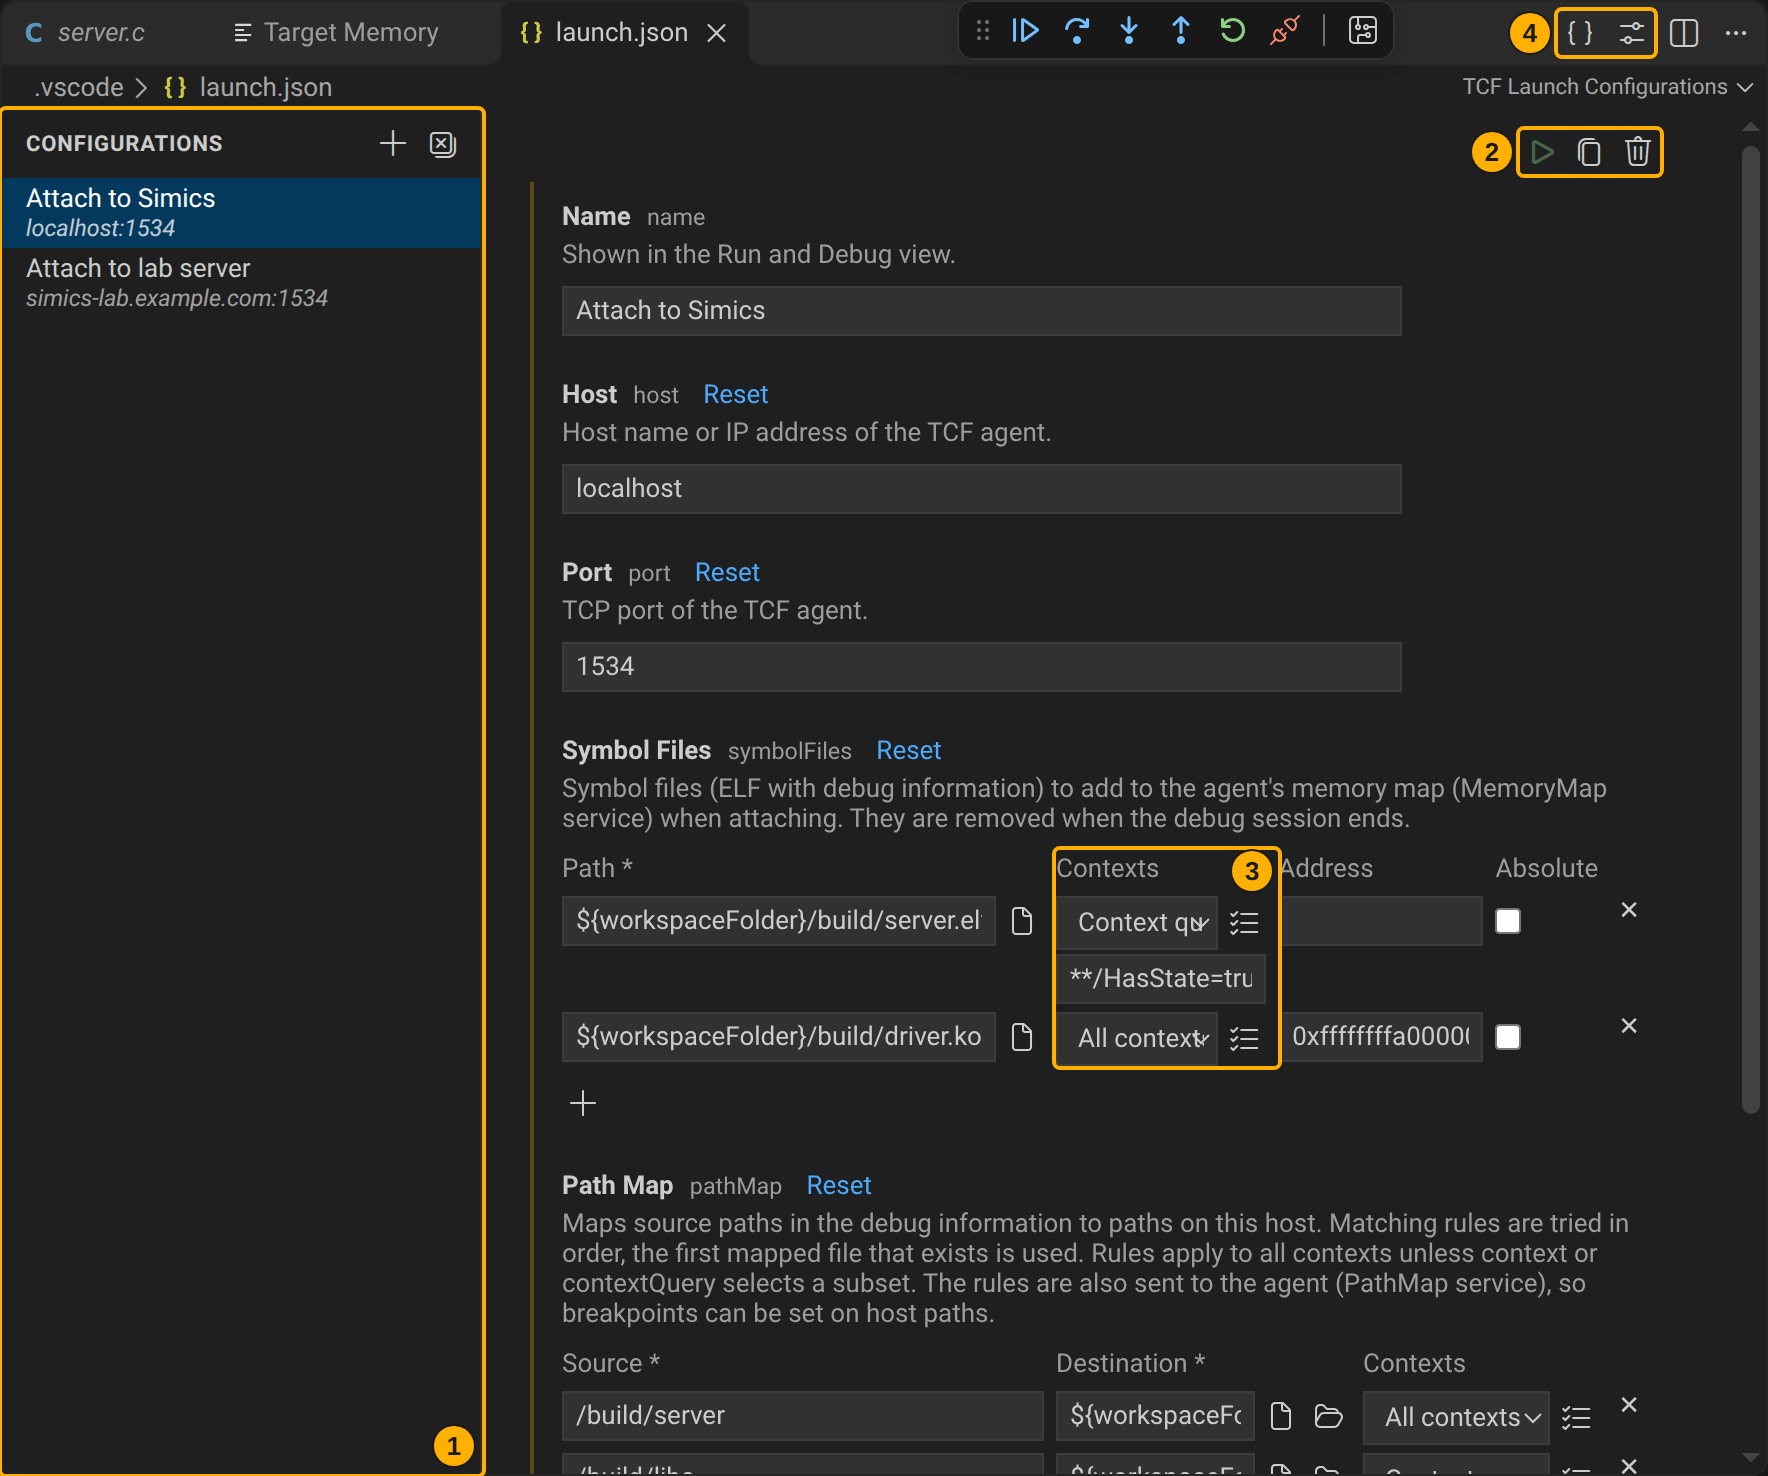 server.c
Target Memory
launch.json
4
.vscode > {} launch.json
TCF Launch Configurations
CONFIGURATIONS
2
Attach to Simics
localhost:1534
Attach to lab server
simics-lab.example.com:1534
Name name
Shown in the Run and Debug view.
Attach to Simics
Host host Reset
Host name or IP address of the TCF agent.
localhost
Port port Reset
TCP port of the TCF agent.
1534
Symbol Files symbolFiles Reset
Symbol files (ELF with debug information) to add to the agent's memory map (MemoryMap
service) when attaching. They are removed when the debug session ends.
Path * Contexts 3 Address Absolute
${workspaceFolder}/build/server.el Context qu
**/HasState=tru
${workspaceFolder}/build/driver.ko All context 0xffffffffa0000
Path Map pathMap Reset
Maps source paths in the debug information to paths on this host. Matching rules are tried in
order, the first mapped file that exists is used. Rules apply to all contexts unless context or
contextQuery selects a subset. The rules are also sent to the agent (PathMap service), so
breakpoints can be set on host paths.
Source * Destination * Contexts
/build/server ${workspaceFo All contexts
1